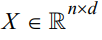 X ∈ ℝ^{n×d}